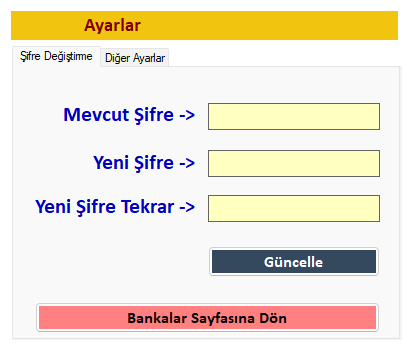 Ayarlar
Şifre Değiştirme Diğer Ayarlar
Mevcut Şifre ->
Yeni Şifre ->
Yeni Şifre Tekrar ->
Güncelle
Bankalar Sayfasına Dön